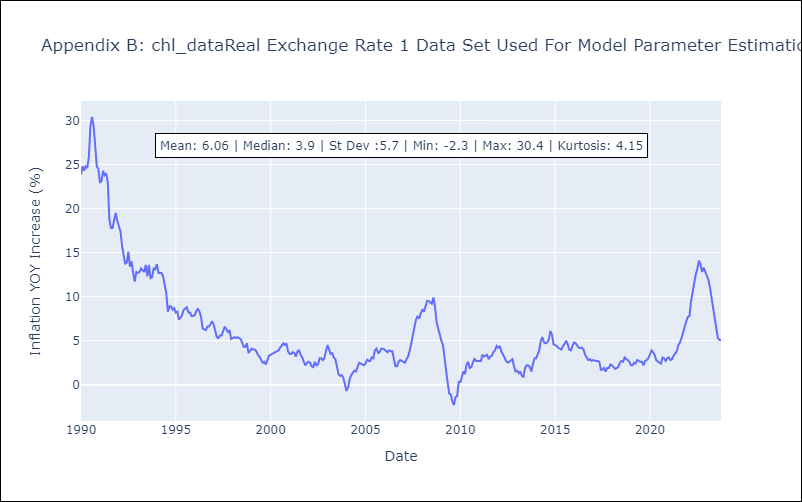 Appendix B: chl_dataReal Exchange Rate 1 Data Set Used For Model Parameter Estimatio
Mean: 6.06 | Median: 3.9 | St Dev :5.7 | Min: -2.3 | Max: 30.4 | Kurtosis: 4.15
Inflation YOY Increase (%)
30
25
20
15
10
5
0
1990 1995 2000 2005 2010 2015 2020
Date